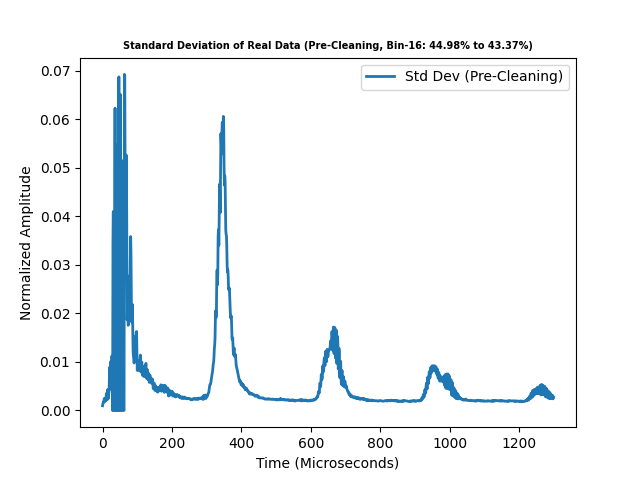 Standard Deviation of Real Data (Pre-Cleaning, Bin-16: 44.98% to 43.37%)
Std Dev (Pre-Cleaning)
Normalized Amplitude
0.07
0.06
0.05
0.04
0.03
0.02
0.01
0.00
0 200 400 600 800 1000 1200
Time (Microseconds)